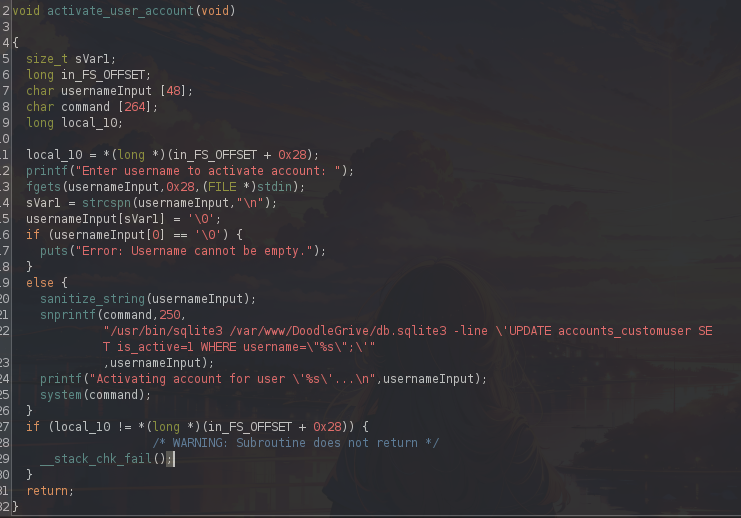 2 void activate_user_account(void)
3
4 {
5   size_t sVar1;
6   long in_FS_OFFSET;
7   char usernameInput [48];
8   char command [264];
9   long local_10;
10
11   local_10 = *(long *)(in_FS_OFFSET + 0x28);
12   printf("Enter username to activate account: ");
13   fgets(usernameInput,0x28,(FILE *)stdin);
14   sVar1 = strcspn(usernameInput,"\n");
15   usernameInput[sVar1] = '\0';
16   if (usernameInput[0] == '\0') {
17     puts("Error: Username cannot be empty.");
18   }
19   else {
20     sanitize_string(usernameInput);
21     snprintf(command,250,
22              "/usr/bin/sqlite3 /var/www/DoodleGrive/db.sqlite3 -line \'UPDATE accounts_customuser SE
T is_active=1 WHERE username=\"%s\";\'"
23              ,usernameInput);
24     printf("Activating account for user \'%s\'...\n",usernameInput);
25     system(command);
26   }
27   if (local_10 != *(long *)(in_FS_OFFSET + 0x28)) {
28                     /* WARNING: Subroutine does not return */
29     __stack_chk_fail();
30   }
31   return;
32 }